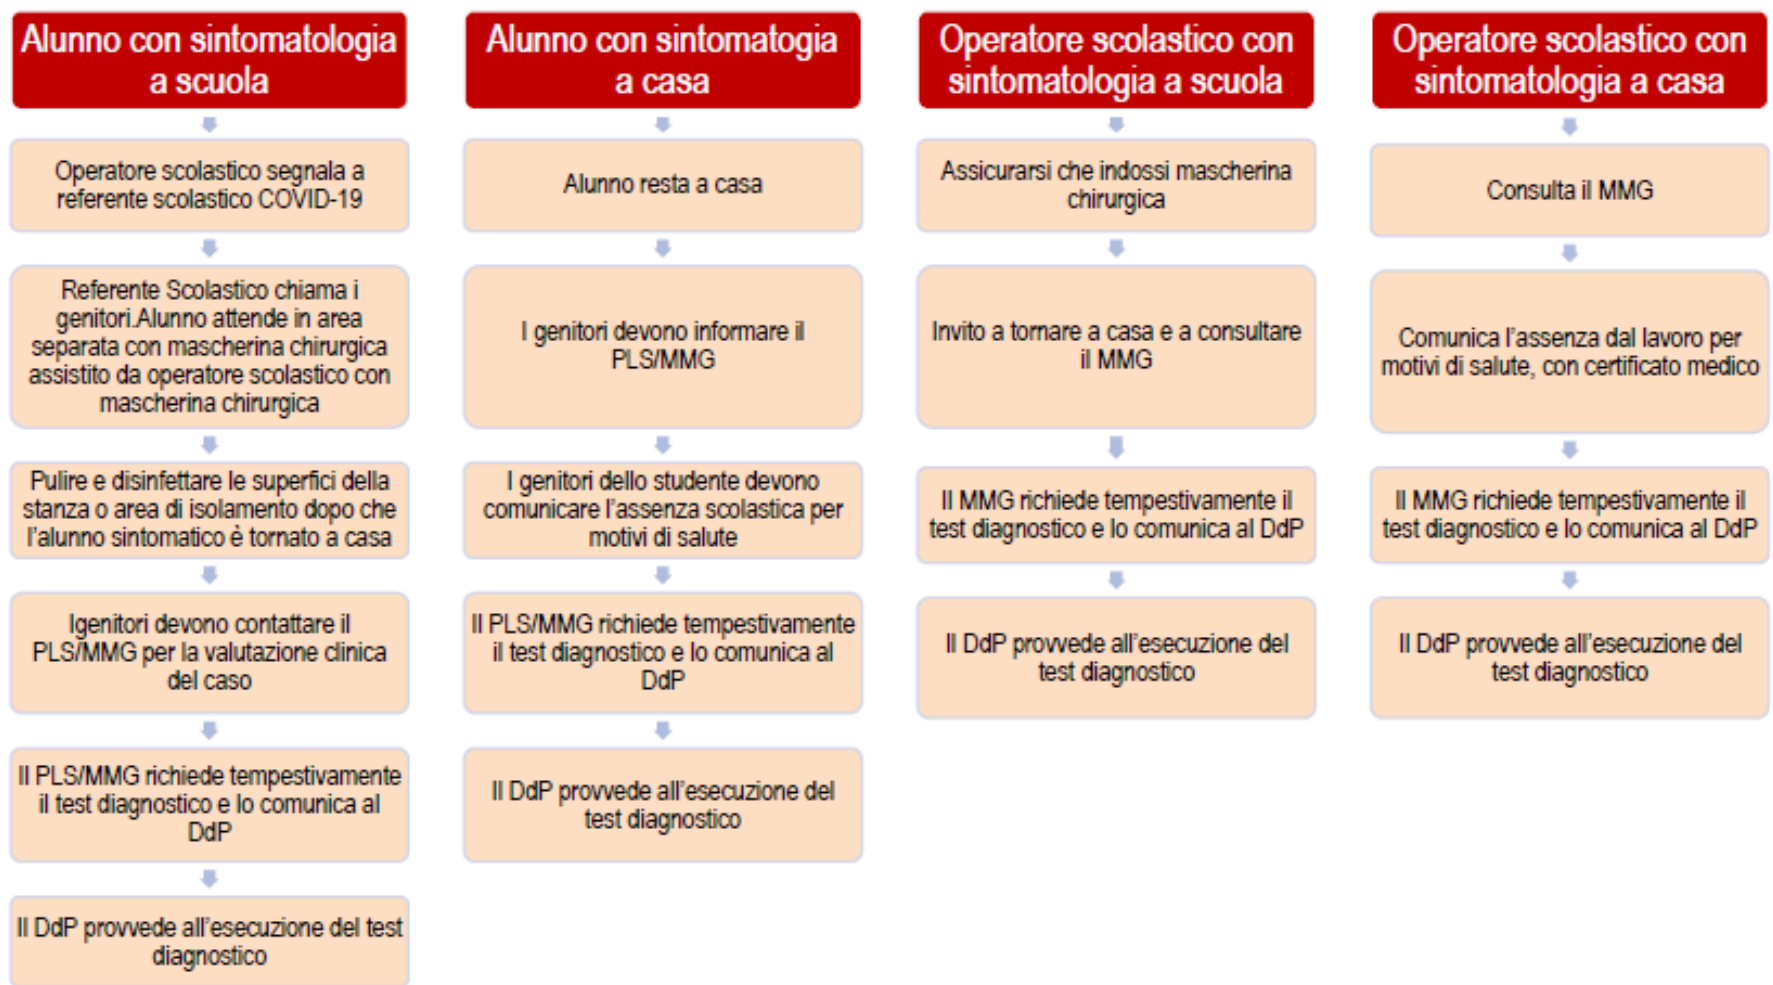 Alunno con sintomatologia
a scuola
Operatore scolastico segnala a
referente scolastico COVID-19
Referente Scolastico chiama i
genitori.Alunno attende in area
separata con mascherina chirurgica
assistito da operatore scolastico con
mascherina chirurgica
Pulire e disinfettare le superfici della
stanza o area di isolamento dopo che
l'alunno sintomatico è tornato a casa
Igenitori devono contattare il
PLS/MMG per la valutazione clinica
del caso
Il PLS/MMG richiede tempestivamente
il test diagnostico e lo comunica al
DdP
Il DdP provvede all'esecuzione del test
diagnostico
Alunno con sintomatogia
a casa
Alunno resta a casa
I genitori devono informare il
PLS/MMG
I genitori dello studente devono
comunicare l'assenza scolastica per
motivi di salute
Il PLS/MMG richiede tempestivamente
il test diagnostico e lo comunica al
DdP
Il DdP provvede all'esecuzione del
test diagnostico
Operatore scolastico con
sintomatologia a scuola
Assicurarsi che indossi mascherina
chirurgica
Invito a tornare a casa e a consultare
il MMG
Il MMG richiede tempestivamente il
test diagnostico e lo comunica al DdP
Il DdP provvede all'esecuzione del
test diagnostico
Operatore scolastico con
sintomatologia a casa
Consulta il MMG
Comunica l'assenza dal lavoro per
motivi di salute, con certificato medico
Il MMG richiede tempestivamente il
test diagnostico e lo comunica al DdP
Il DdP provvede all'esecuzione del
test diagnostico